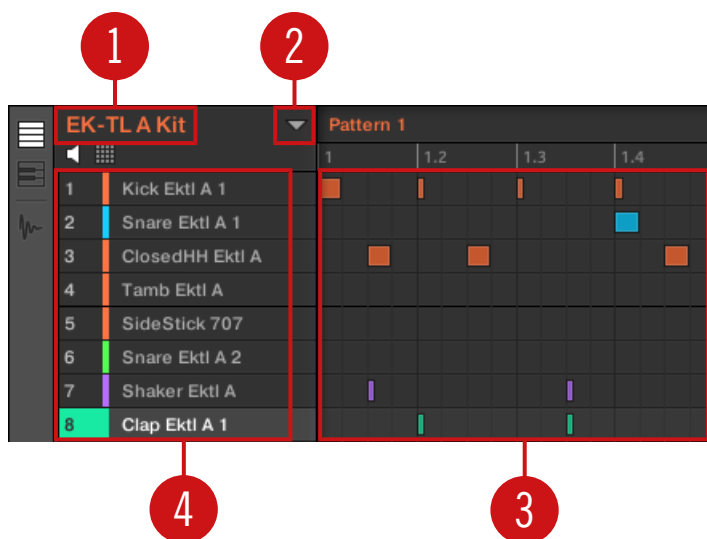 1 2
EK-TL A Kit Pattern 1
1 1.2 1.3 1.4
1 Kick Ektl A 1
2 Snare Ektl A 1
3 ClosedHH Ektl A
4 Tamb Ektl A
5 SideStick 707
6 Snare Ektl A 2
7 Shaker Ektl A
8 Clap Ektl A 1
4 3